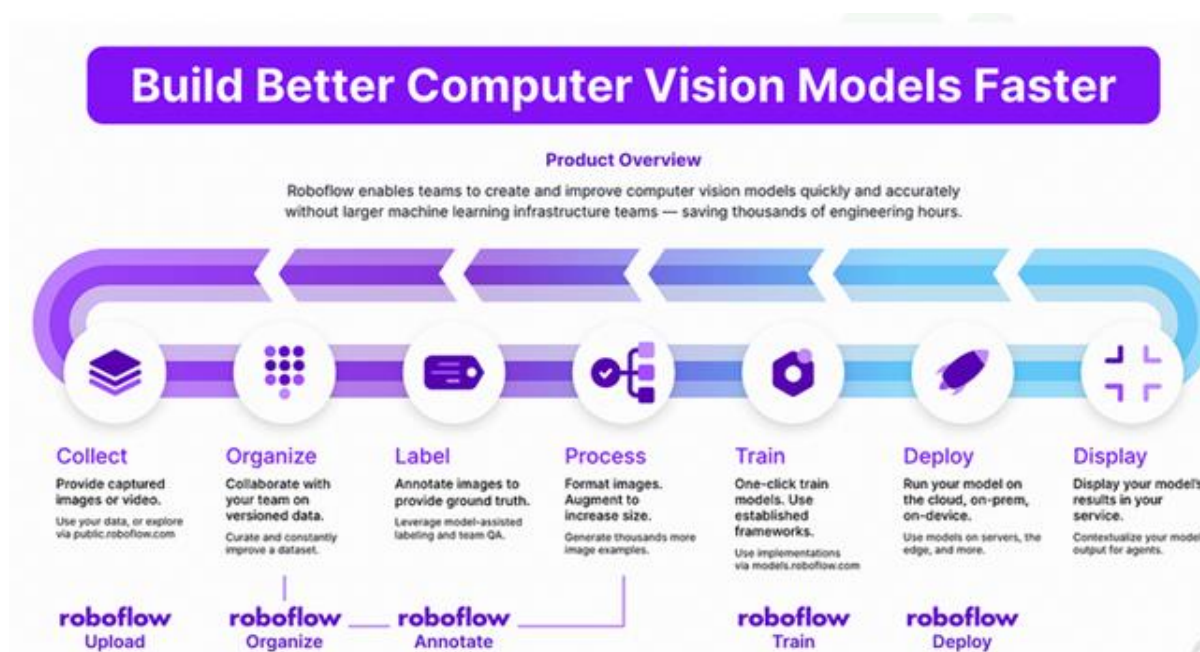 Build Better Computer Vision Models Faster
Product Overview
Roboflow enables teams to create and improve computer vision models quickly and accurately
without larger machine learning infrastructure teams — saving thousands of engineering hours.
Collect
Provide captured
images or video.
Use your data, or explore
via public.roboflow.com
Organize
Collaborate with
your team on
versioned data.
Curate and constantly
improve a dataset.
Label
Annotate images to
provide ground truth.
Leverage model-assisted
labeling and team QA.
Process
Format images.
Augment to
increase size.
Generate thousands more
image examples.
Train
One-click train
models. Use
established
frameworks.
Use implementations
via models.roboflow.com
Deploy
Run your model on
the cloud, on-prem,
on-device.
Use models on servers, the
edge, and more.
Display
Display your model's
results in your
service.
Contextualize your model
output for agents.
roboflow
Upload
roboflow
Organize
roboflow
Annotate
roboflow
Train
roboflow
Deploy